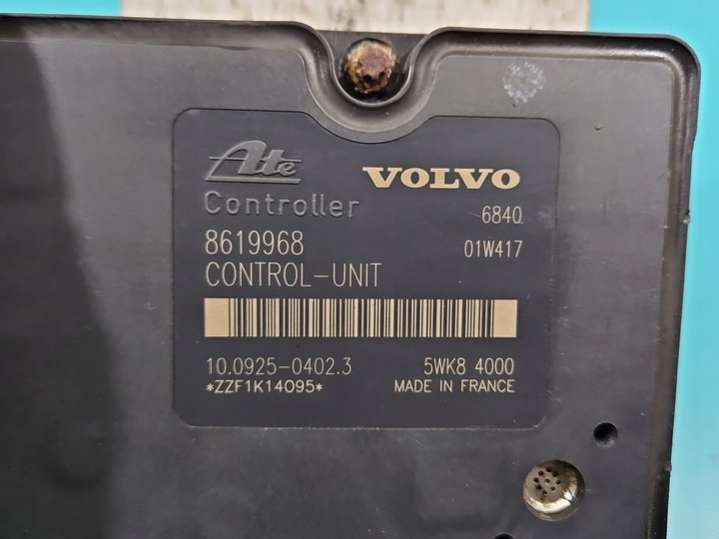 Ate VOLVO
Controller 6840
8619968 01W417
CONTROL-UNIT
10.0925-0402.3 5WK8 4000
*ZZF1K14095* MADE IN FRANCE